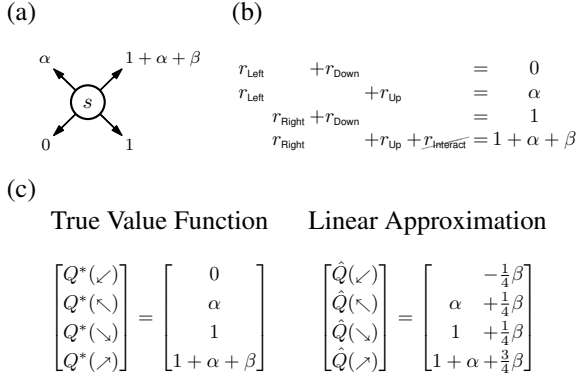 (a)
α 1 + α + β
s
0 1
(b)
r_Left +r_Down = 0
r_Left +r_Up = α
r_Right +r_Down = 1
r_Right +r_Up + r_Interact = 1 + α + β
(c)
True Value Function Linear Approximation
[Q*(↙)] = [0] [Q̂(↙)] = [-1/4β]
[Q*(↖)] = [α] [Q̂(↖)] = [α +1/4β]
[Q*(↘)] = [1] [Q̂(↘)] = [1 +1/4β]
[Q*(↗)] = [1 + α + β] [Q̂(↗)] = [1 + α +3/4β]